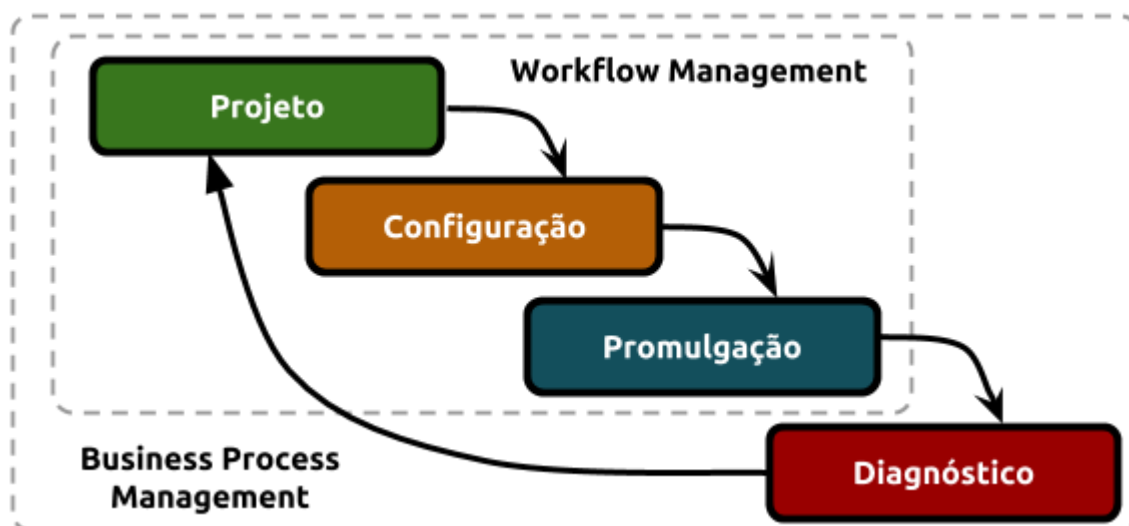 Workflow Management
Projeto
Configuração
Promulgação
Business Process
Management
Diagnóstico